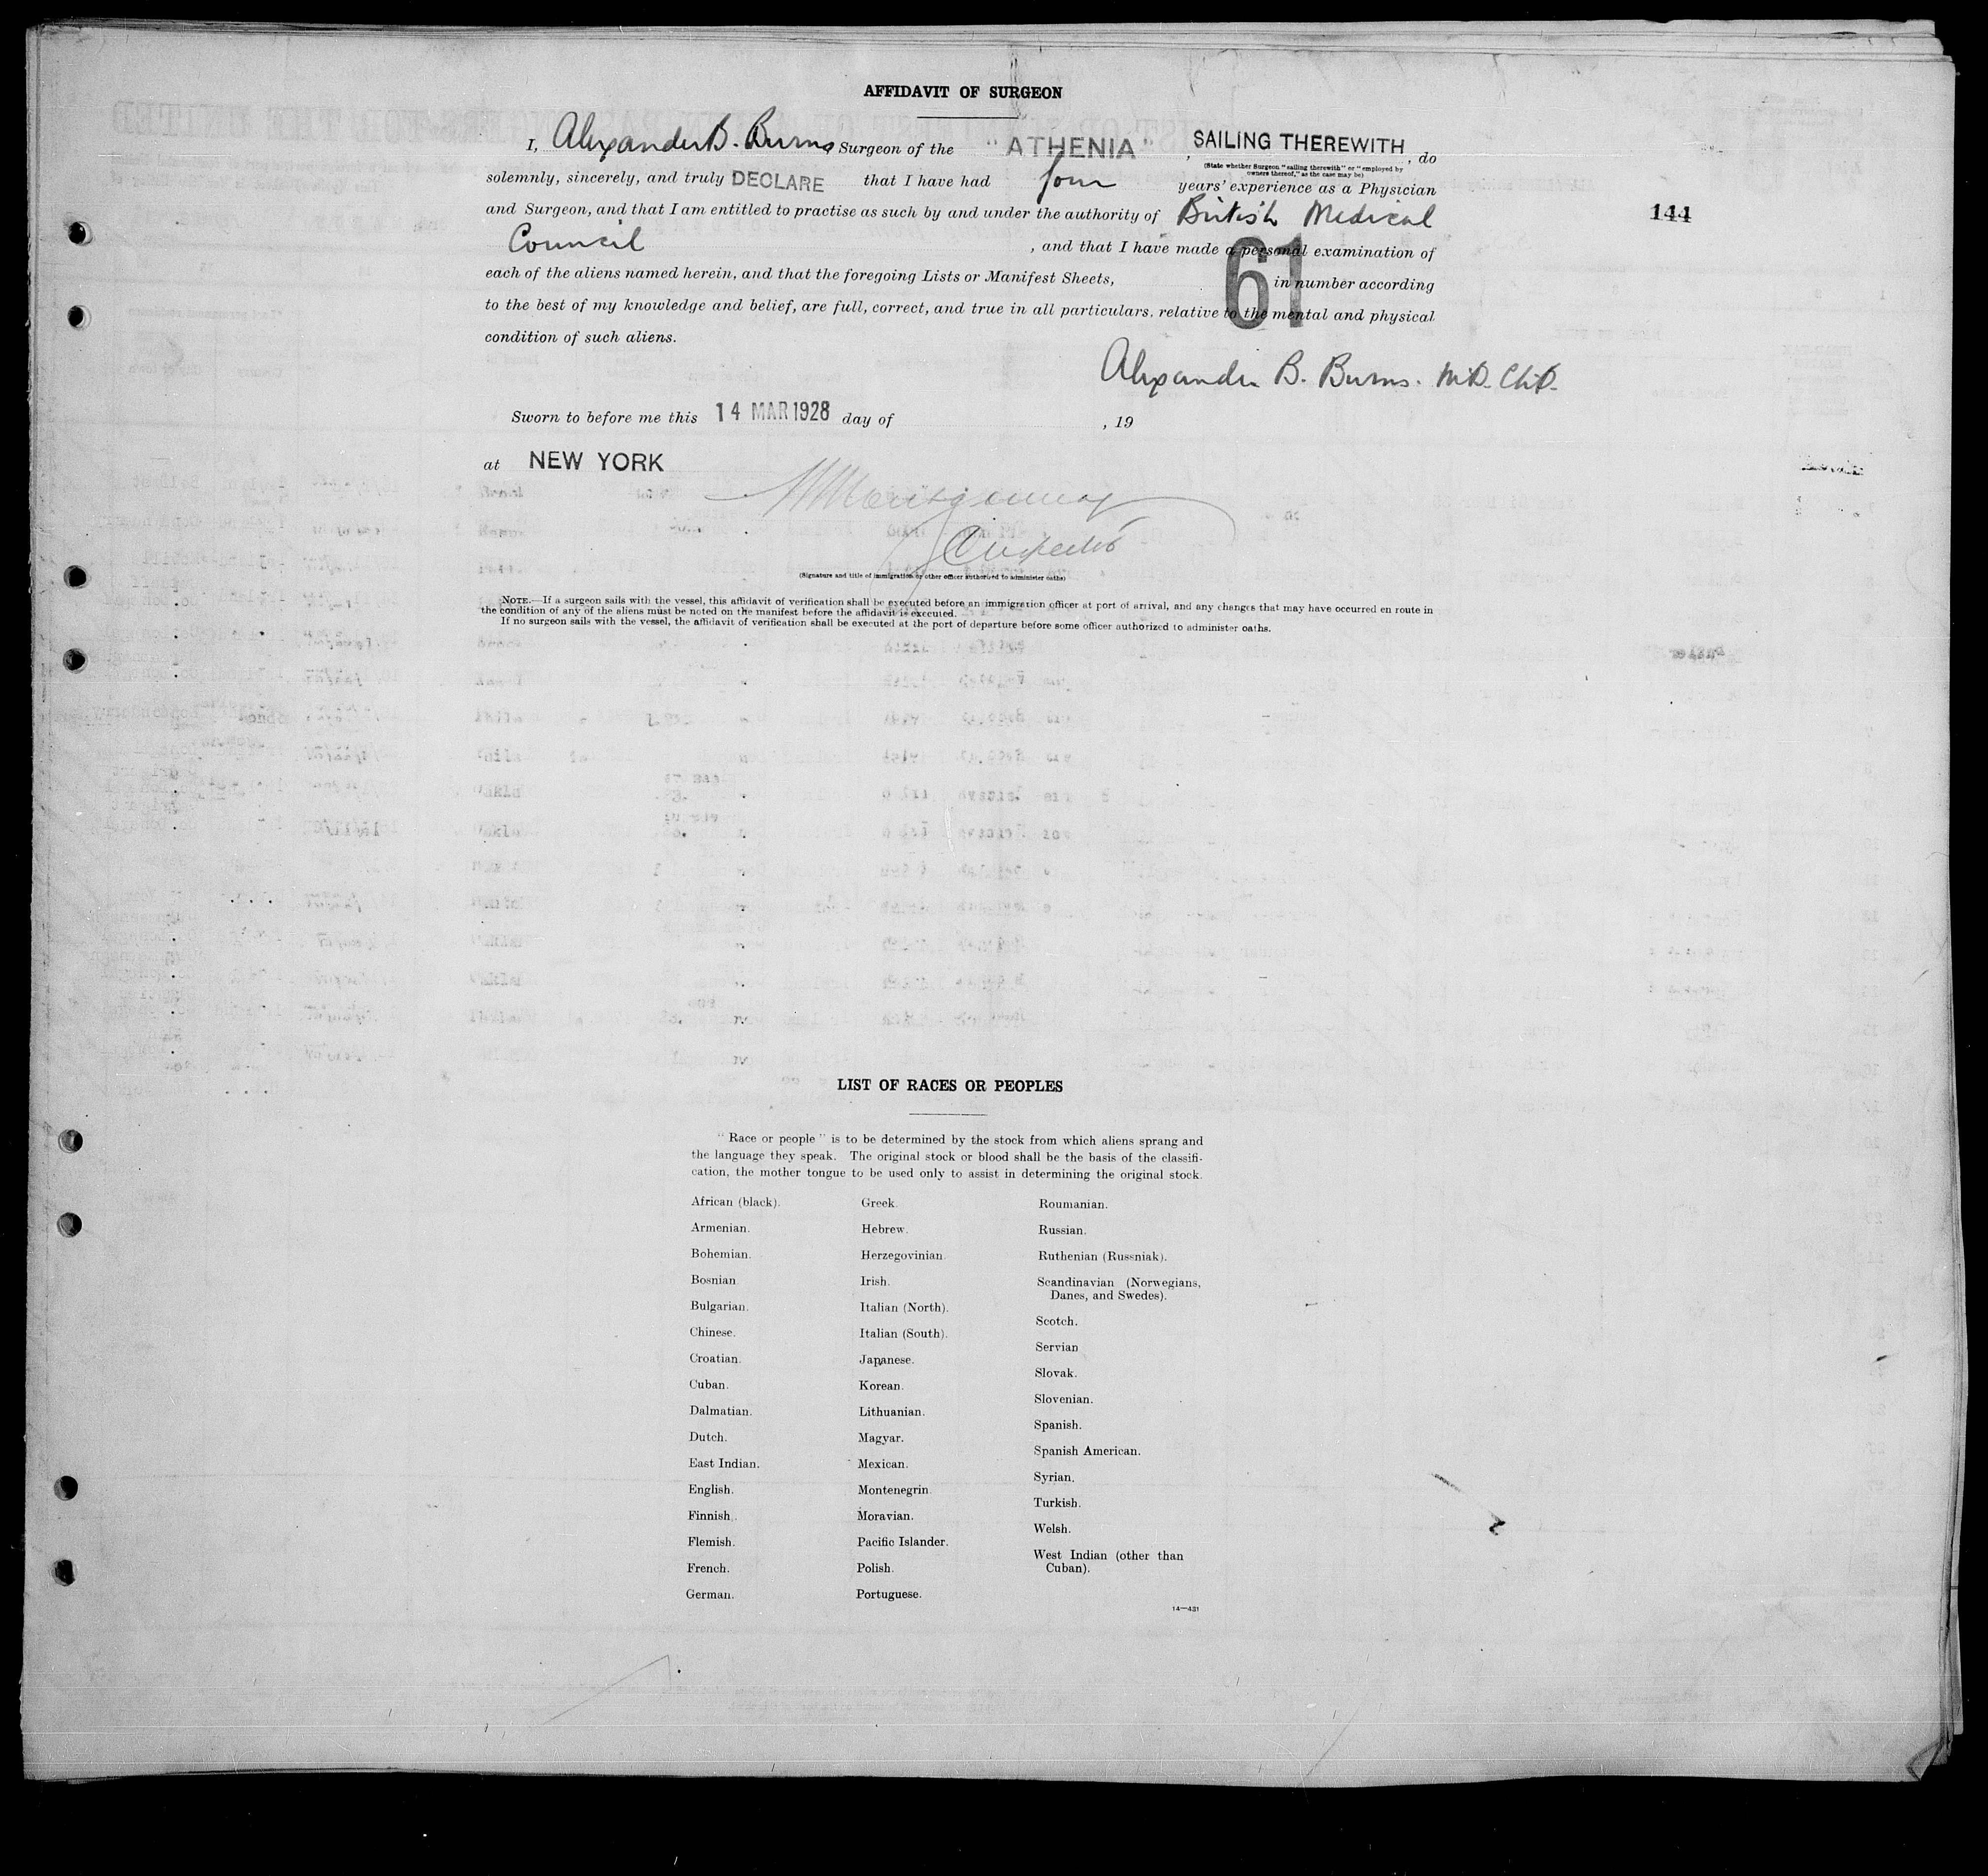 AFFIDAVIT OF SURGEON
I, Alexander B. Burns, Surgeon of the "ATHENIA", SAILING THEREWITH, do
(State whether Surgeon "sailing therewith" or "employed by
owners thereof," as the case may be)
solemnly, sincerely, and truly DECLARE that I have had four years' experience as a Physician
and Surgeon, and that I am entitled to practise as such by and under the authority of British Medical
144
Council, and that I have made a personal examination of
each of the aliens named herein, and that the foregoing Lists or Manifest Sheets, 61 in number according
to the best of my knowledge and belief, are full, correct, and true in all particulars, relative to the mental and physical
condition of such aliens.
Alexander B. Burns. M.B. Ch.B.
Sworn to before me this 14 MAR 1928 day of , 19
at NEW YORK
Montgomery
Inspector
(Signature and title of immigration or other officer authorized to administer oaths)
NOTE.—If a surgeon sails with the vessel, this affidavit of verification shall be executed before an immigration officer at port of arrival, and any changes that may have occurred en route in
the condition of any of the aliens must be noted on the manifest before the affidavit is executed.
If no surgeon sails with the vessel, the affidavit of verification shall be executed at the port of departure before some officer authorized to administer oaths.
LIST OF RACES OR PEOPLES
"Race or people" is to be determined by the stock from which aliens sprang and
the language they speak. The original stock or blood shall be the basis of the classifi-
cation, the mother tongue to be used only to assist in determining the original stock.
African (black).
Armenian.
Bohemian.
Bosnian
Bulgarian.
Chinese.
Croatian.
Cuban.
Dalmatian.
Dutch.
East Indian.
English.
Finnish.
Flemish.
French.
German.
Greek.
Hebrew.
Herzegovinian.
Irish.
Italian (North).
Italian (South).
Japanese.
Korean.
Lithuanian.
Magyar.
Mexican.
Montenegrin.
Moravian.
Pacific Islander.
Polish.
Portuguese.
Roumanian.
Russian.
Ruthenian (Russniak).
Scandinavian (Norwegians,
Danes, and Swedes).
Scotch.
Servian
Slovak.
Slovenian.
Spanish.
Spanish American.
Syrian.
Turkish.
Welsh.
West Indian (other than
Cuban).
14—431